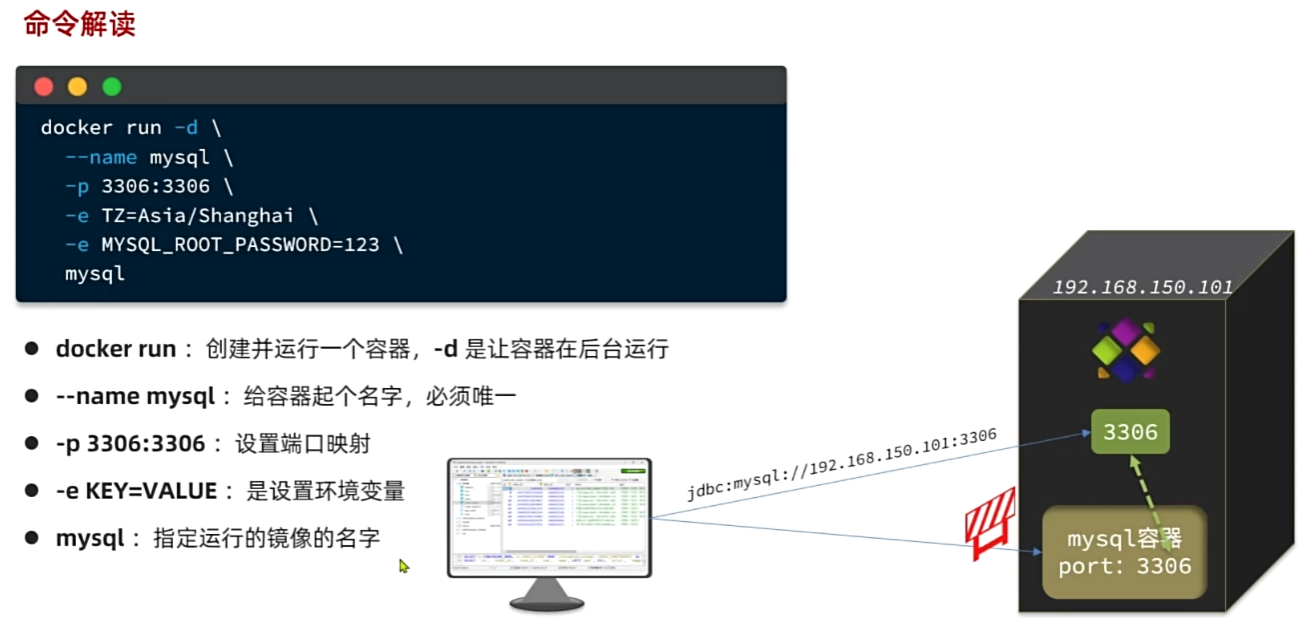 命令解读
docker run -d \
--name mysql \
-p 3306:3306 \
-e TZ=Asia/Shanghai \
-e MYSQL_ROOT_PASSWORD=123 \
mysql
docker run ：创建并运行一个容器，-d 是让容器在后台运行
--name mysql ：给容器起个名字，必须唯一
-p 3306:3306 ：设置端口映射
-e KEY=VALUE ：是设置环境变量
mysql ：指定运行的镜像的名字
jdbc:mysql://192.168.150.101:3306
192.168.150.101
3306
mysql容器
port：3306